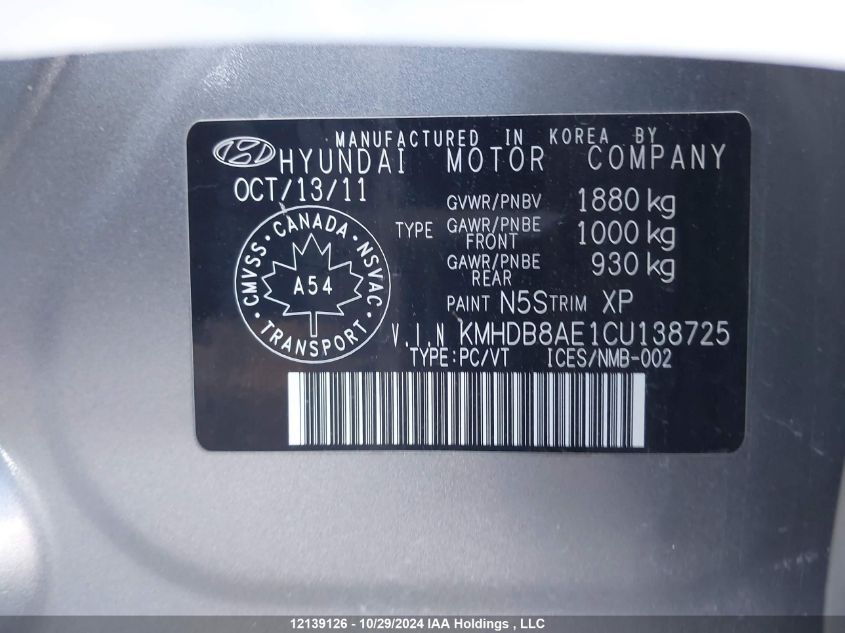 MANUFACTURED IN KOREA BY
HYUNDAI MOTOR COMPANY
OCT/13/11
GVWR/PNBV 1880 kg
TYPE GAWR/PNBE FRONT 1000 kg
GAWR/PNBE REAR 930 kg
PAINT N5S TRIM XP
CMVSS • CANADA • NSVAC • TRANSPORT •
A54
V.I.N KMHDB8AE1CU138725
TYPE:PC/VT ICES/NMB-002
12139126 - 10/29/2024 IAA Holdings , LLC